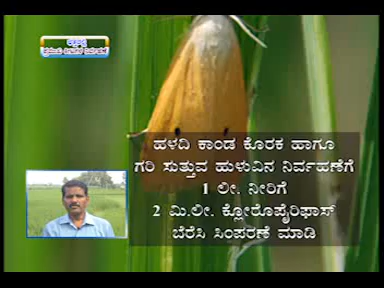 ಹಳದಿ ಕಾಂಡ ಕೊರಕ ಹಾಗೂ
ಗರಿ ಸುತ್ತುವ ಹುಳುವಿನ ನಿರ್ವಹಣೆಗೆ
1 ಲೀ. ನೀರಿಗೆ
2 ಮಿ.ಲೀ. ಕ್ಲೋರೊಪೈರಿಫಾಸ್
ಬೆರೆಸಿ ಸಿಂಪರಣೆ ಮಾಡಿ